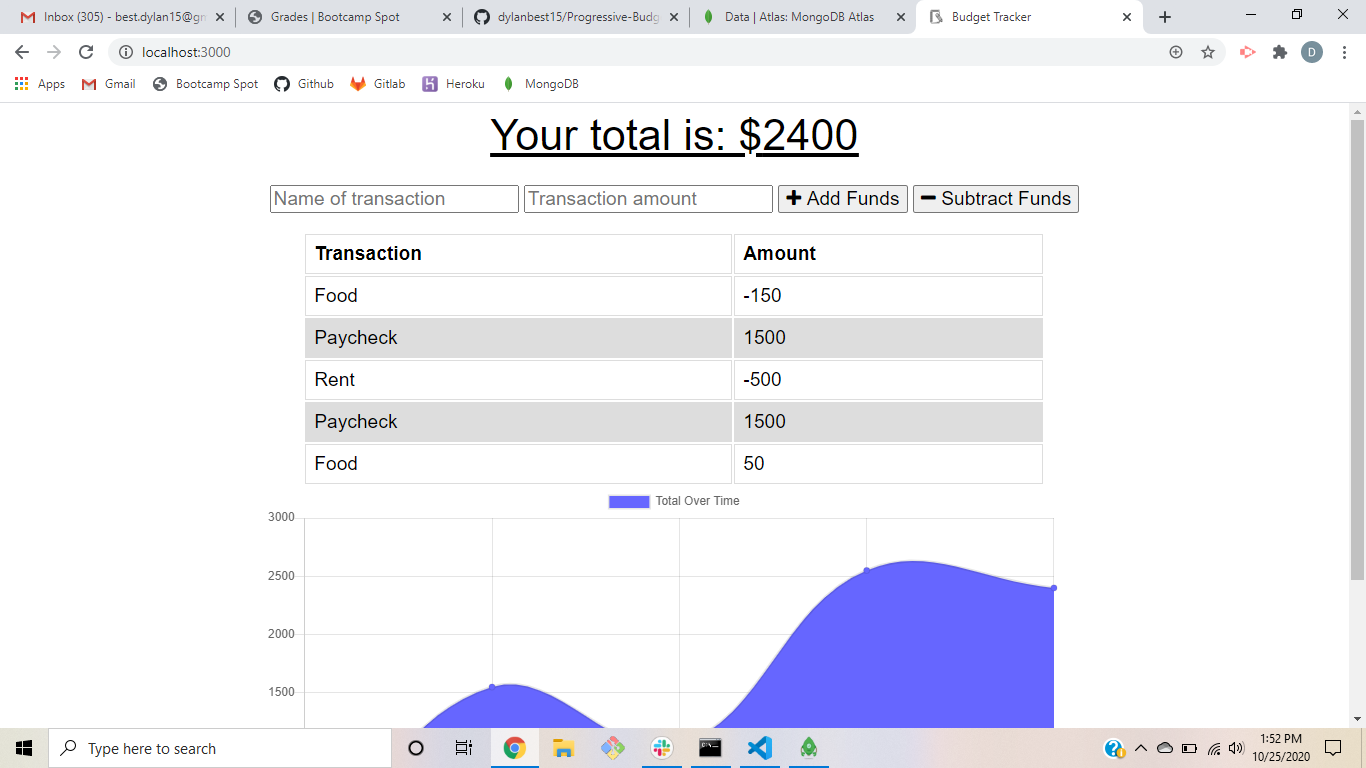 Inbox (305) - best.dylan15@gm
Grades | Bootcamp Spot
dylanbest15/Progressive-Budg
Data | Atlas: MongoDB Atlas
Budget Tracker
localhost:3000
D
Apps Gmail Bootcamp Spot Github Gitlab Heroku MongoDB
Your total is: $2400
Name of transaction Transaction amount Add Funds Subtract Funds
Transaction Amount
Food -150
Paycheck 1500
Rent -500
Paycheck 1500
Food 50
Total Over Time
3000
2500
2000
1500
Type here to search
1:52 PM
10/25/2020